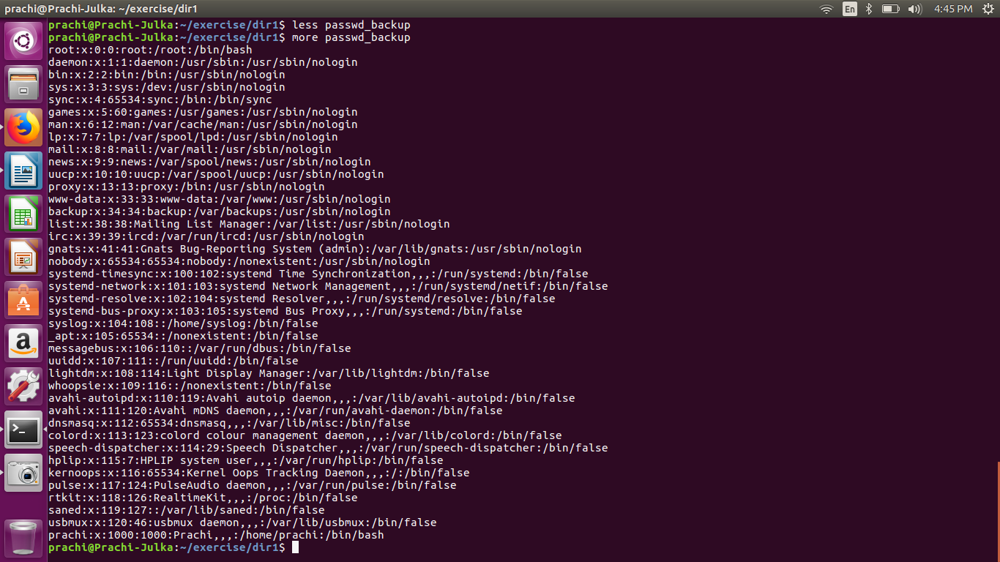 prachi@Prachi-Julka: ~/exercise/dir1
En
4:45 PM
prachi@Prachi-Julka:~/exercise/dir1$ less passwd_backup
prachi@Prachi-Julka:~/exercise/dir1$ more passwd_backup
root:x:0:0:root:/root:/bin/bash
daemon:x:1:1:daemon:/usr/sbin:/usr/sbin/nologin
bin:x:2:2:bin:/bin:/usr/sbin/nologin
sys:x:3:3:sys:/dev:/usr/sbin/nologin
sync:x:4:65534:sync:/bin:/bin/sync
games:x:5:60:games:/usr/games:/usr/sbin/nologin
man:x:6:12:man:/var/cache/man:/usr/sbin/nologin
lp:x:7:7:lp:/var/spool/lpd:/usr/sbin/nologin
mail:x:8:8:mail:/var/mail:/usr/sbin/nologin
news:x:9:9:news:/var/spool/news:/usr/sbin/nologin
uucp:x:10:10:uucp:/var/spool/uucp:/usr/sbin/nologin
proxy:x:13:13:proxy:/bin:/usr/sbin/nologin
www-data:x:33:33:www-data:/var/www:/usr/sbin/nologin
backup:x:34:34:backup:/var/backups:/usr/sbin/nologin
list:x:38:38:Mailing List Manager:/var/list:/usr/sbin/nologin
irc:x:39:39:ircd:/var/run/ircd:/usr/sbin/nologin
gnats:x:41:41:Gnats Bug-Reporting System (admin):/var/lib/gnats:/usr/sbin/nologin
nobody:x:65534:65534:nobody:/nonexistent:/usr/sbin/nologin
systemd-timesync:x:100:102:systemd Time Synchronization,,,:/run/systemd:/bin/false
systemd-network:x:101:103:systemd Network Management,,,:/run/systemd/netif:/bin/false
systemd-resolve:x:102:104:systemd Resolver,,,:/run/systemd/resolve:/bin/false
systemd-bus-proxy:x:103:105:systemd Bus Proxy,,,:/run/systemd:/bin/false
syslog:x:104:108::/home/syslog:/bin/false
_apt:x:105:65534::/nonexistent:/bin/false
messagebus:x:106:110::/var/run/dbus:/bin/false
uuidd:x:107:111::/run/uuidd:/bin/false
lightdm:x:108:114:Light Display Manager:/var/lib/lightdm:/bin/false
whoopsie:x:109:116::/nonexistent:/bin/false
avahi-autoipd:x:110:119:Avahi autoip daemon,,,:/var/lib/avahi-autoipd:/bin/false
avahi:x:111:120:Avahi mDNS daemon,,,:/var/run/avahi-daemon:/bin/false
dnsmasq:x:112:65534:dnsmasq,,,:/var/lib/misc:/bin/false
colord:x:113:123:colord colour management daemon,,,:/var/lib/colord:/bin/false
speech-dispatcher:x:114:29:Speech Dispatcher,,,:/var/run/speech-dispatcher:/bin/false
hplip:x:115:7:HPLIP system user,,,:/var/run/hplip:/bin/false
kernoops:x:116:65534:Kernel Oops Tracking Daemon,,,:/:/bin/false
pulse:x:117:124:PulseAudio daemon,,,:/var/run/pulse:/bin/false
rtkit:x:118:126:RealtimeKit,,,:/proc:/bin/false
saned:x:119:127::/var/lib/saned:/bin/false
usbmux:x:120:46:usbmux daemon,,,:/var/lib/usbmux:/bin/false
prachi:x:1000:1000:Prachi,,,:/home/prachi:/bin/bash
prachi@Prachi-Julka:~/exercise/dir1$